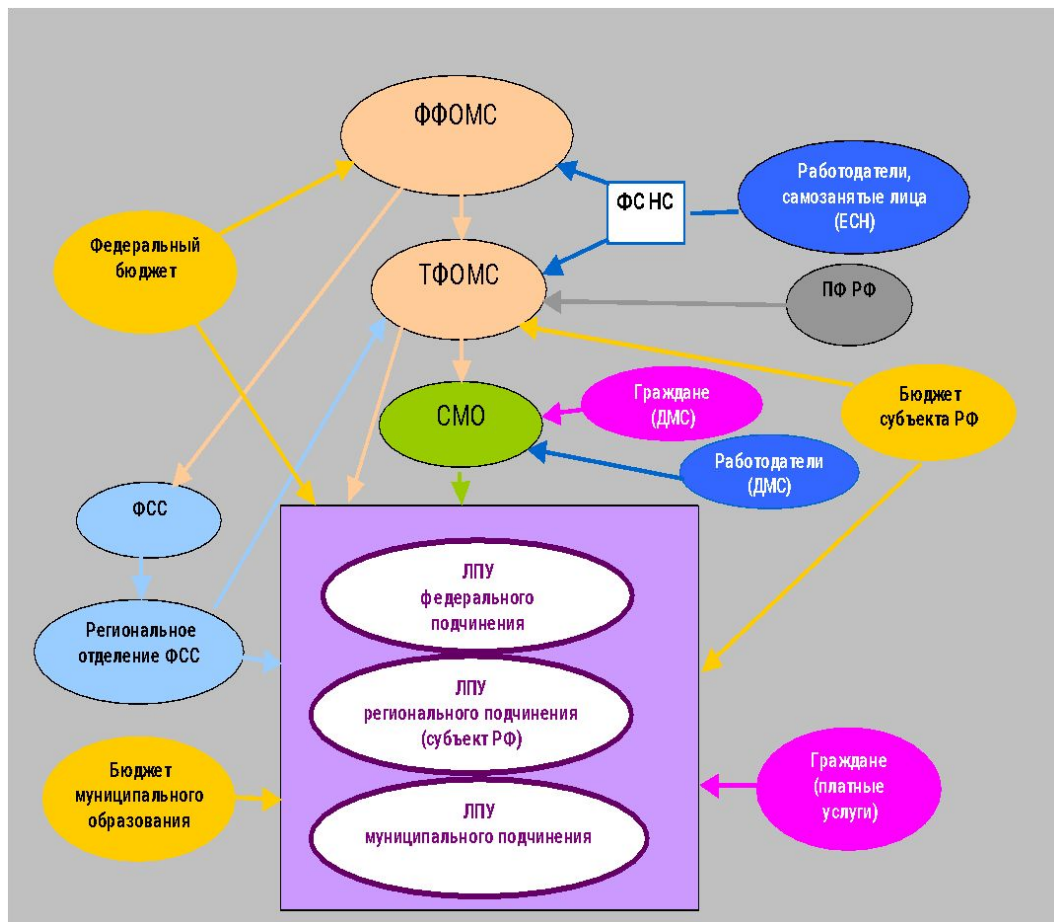 ФФОМС
Работодатели,
самозанятые лица
(ЕСН)
ФС НС
Федеральный
бюджет
ТФОМС
ПФ РФ
Граждане
(ДМС)
Бюджет
субъекта РФ
СМО
Работодатели
(ДМС)
ФСС
ЛПУ
федерального
подчинения
Региональное
отделение ФСС
ЛПУ
регионального подчинения
(субъект РФ)
Бюджет
муниципального
образования
Граждане
(платные
услуги)
ЛПУ
муниципального подчинения